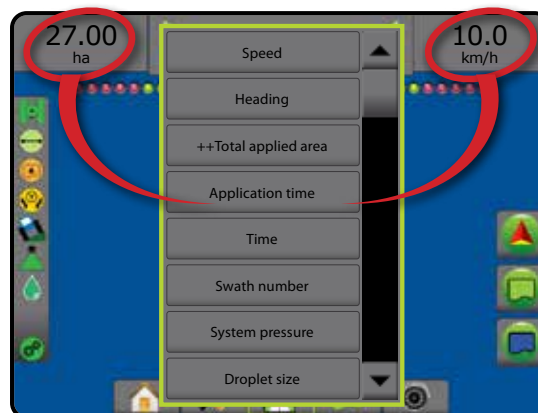 27.00
ha
10.0
km/h
Speed
Heading
++Total applied area
Application time
Time
Swath number
System pressure
Droplet size